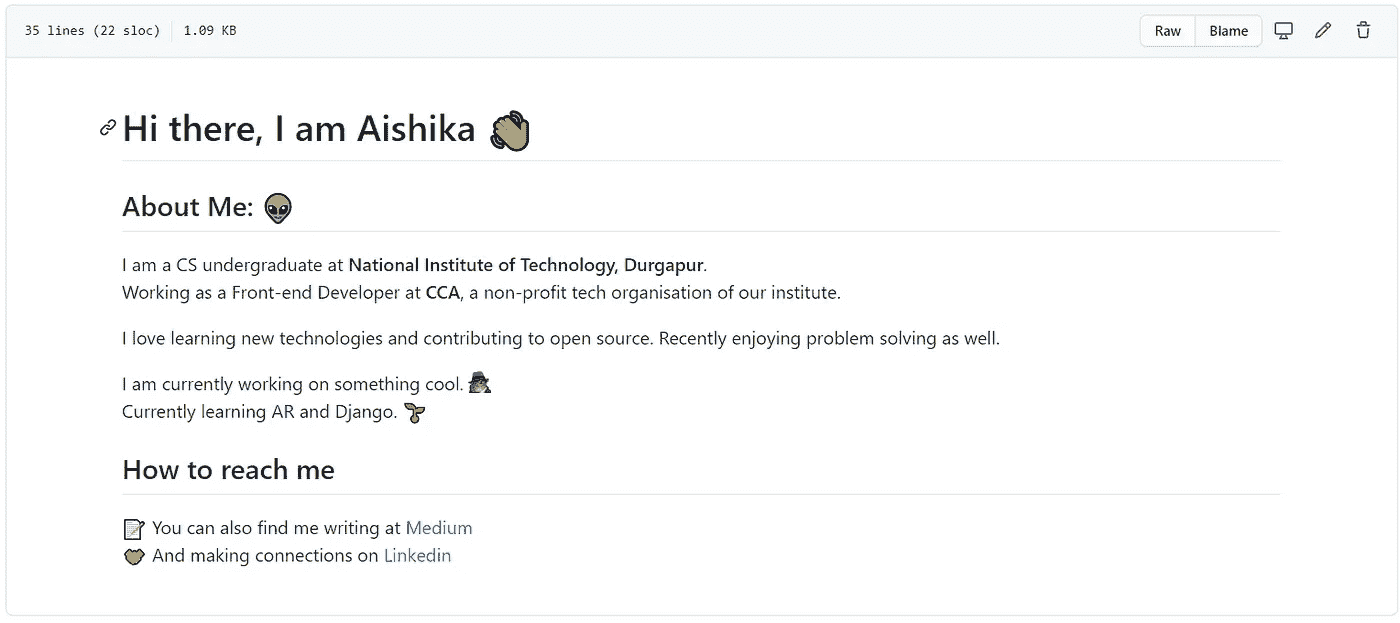 35 lines (22 sloc) 1.09 KB Raw Blame
Hi there, I am Aishika 👋
About Me: 👽
I am a CS undergraduate at National Institute of Technology, Durgapur.
Working as a Front-end Developer at CCA, a non-profit tech organisation of our institute.
I love learning new technologies and contributing to open source. Recently enjoying problem solving as well.
I am currently working on something cool. 🕵
Currently learning AR and Django. 🌱
How to reach me
📝 You can also find me writing at Medium
🤝 And making connections on Linkedin